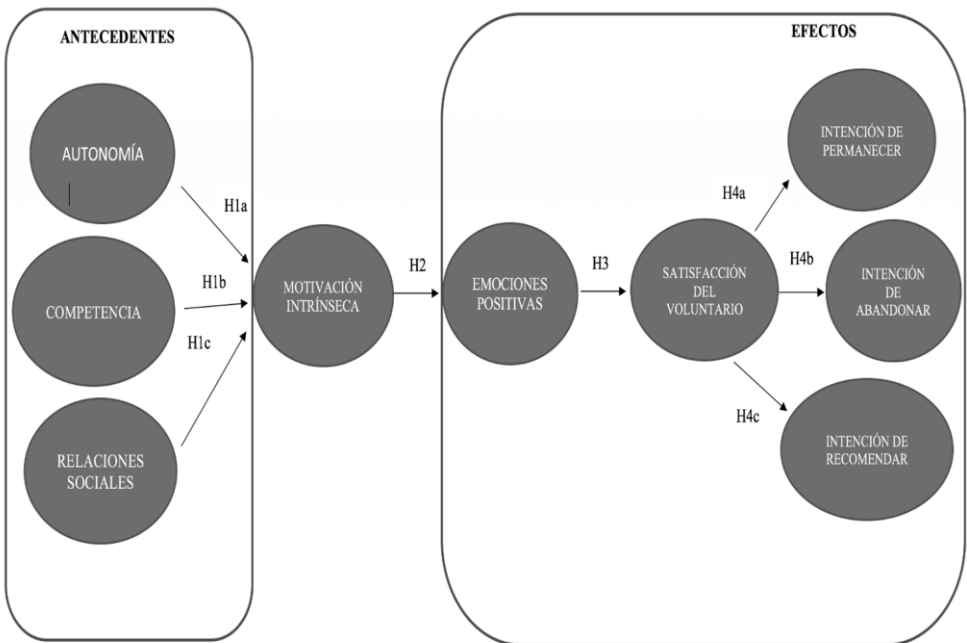 ANTECEDENTES
AUTONOMÍA
COMPETENCIA
RELACIONES
SOCIALES
H1a
H1b
H1c
MOTIVACIÓN
INTRÍNSECA
H2
EFECTOS
EMOCIONES
POSITIVAS
H3
SATISFACCIÓN
DEL
VOLUNTARIO
H4a
H4b
H4c
INTENCIÓN DE
PERMANECER
INTENCIÓN
DE
ABANDONAR
INTENCIÓN DE
RECOMENDAR